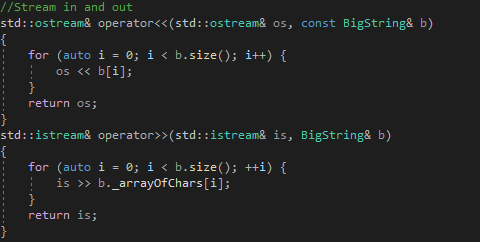 //Stream in and out
std::ostream& operator<<(std::ostream& os, const BigString& b)
{
    for (auto i = 0; i < b.size(); i++) {
        os << b[i];
    }
    return os;
}
std::istream& operator>>(std::istream& is, BigString& b)
{
    for (auto i = 0; i < b.size(); ++i) {
        is >> b._arrayOfChars[i];
    }
    return is;
}